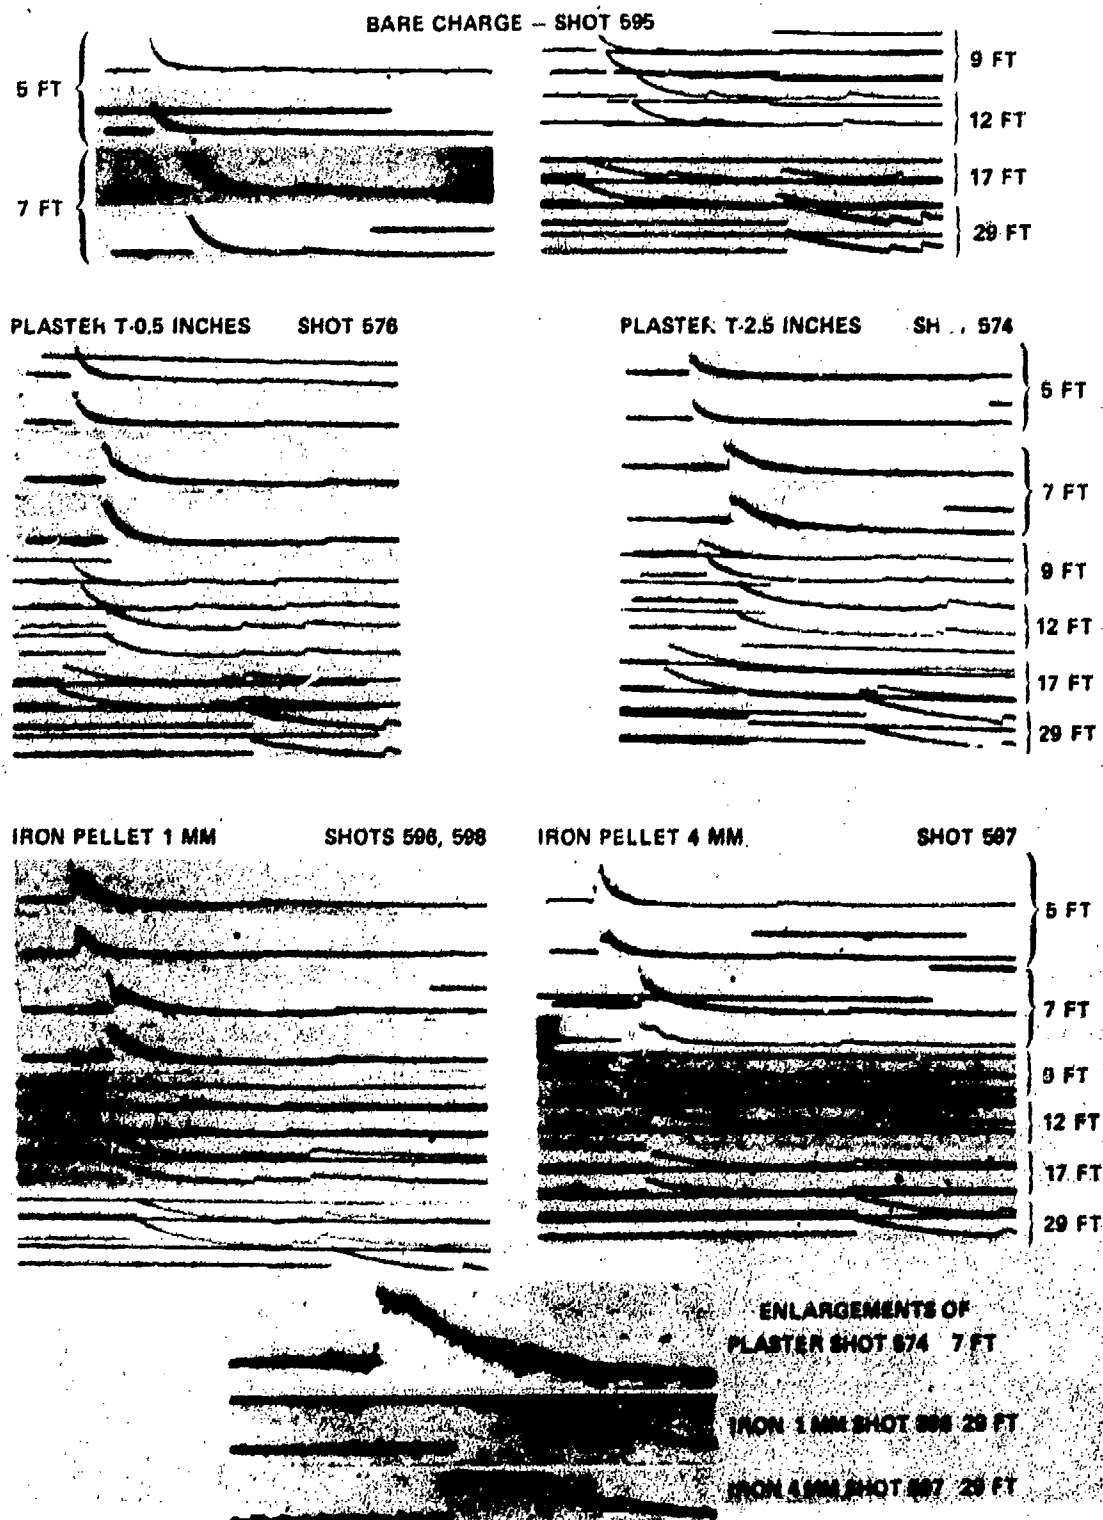 BARE CHARGE – SHOT 595
5 FT
7 FT
9 FT
12 FT
17 FT
29 FT
PLASTER T-0.5 INCHES SHOT 576
PLASTER T-2.5 INCHES 574
5 FT
7 FT
9 FT
12 FT
17 FT
29 FT
IRON PELLET 1 MM SHOTS 596, 598
IRON PELLET 4 MM SHOT 597
5 FT
7 FT
9 FT
12 FT
17 FT
29 FT
ENLARGEMENTS OF
PLASTER SHOT 574 7 FT
IRON 1 MM SHOT 29 FT
IRON 4 MM SHOT 597 29 FT